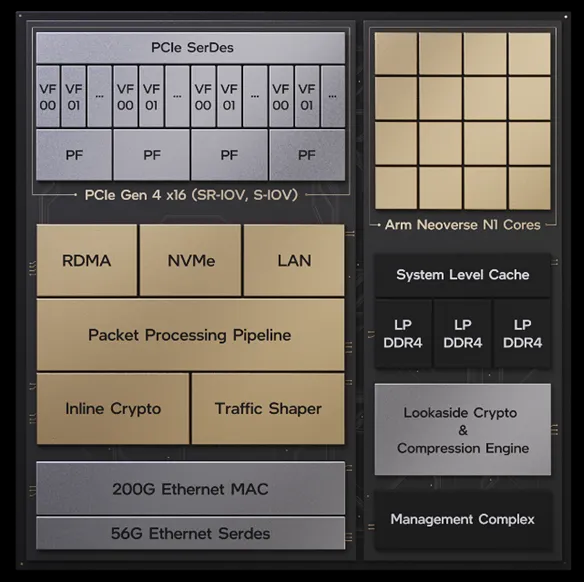 PCIe SerDes
VF 00
VF 01
...
VF 00
VF 01
...
VF 00
VF 01
...
VF 00
VF 01
...
PF
PF
PF
PF
PCIe Gen 4 x16 (SR-IOV, S-IOV)
RDMA
NVMe
LAN
Packet Processing Pipeline
Inline Crypto
Traffic Shaper
200G Ethernet MAC
56G Ethernet Serdes
Arm Neoverse N1 Cores
System Level Cache
LP
DDR4
LP
DDR4
LP
DDR4
Lookaside Crypto
&
Compression Engine
Management Complex